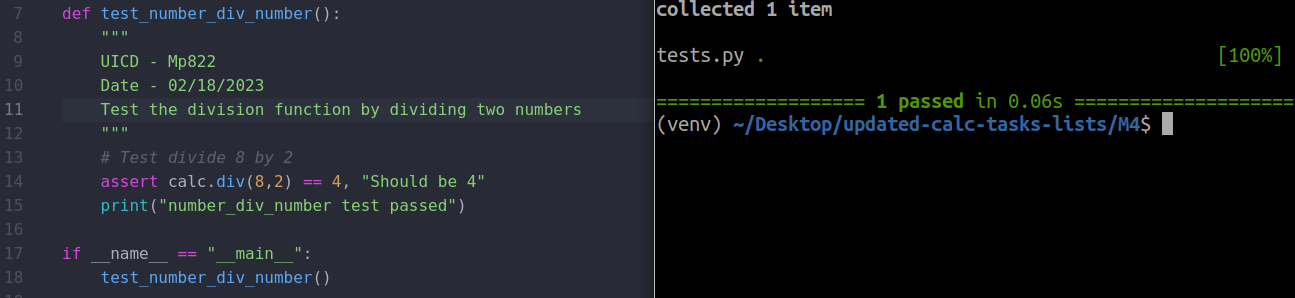 7 def test_number_div_number():
8 """
9 UICD - Mp822
10 Date - 02/18/2023
11 Test the division function by dividing two numbers
12 """
13 # Test divide 8 by 2
14 assert calc.div(8,2) == 4, "Should be 4"
15 print("number_div_number test passed")
16
17 if __name__ == "__main__":
18 test_number_div_number()
collected 1 item
tests.py . [100%]
=================== 1 passed in 0.06s ====================
(venv) ~/Desktop/updated-calc-tasks-lists/M4$